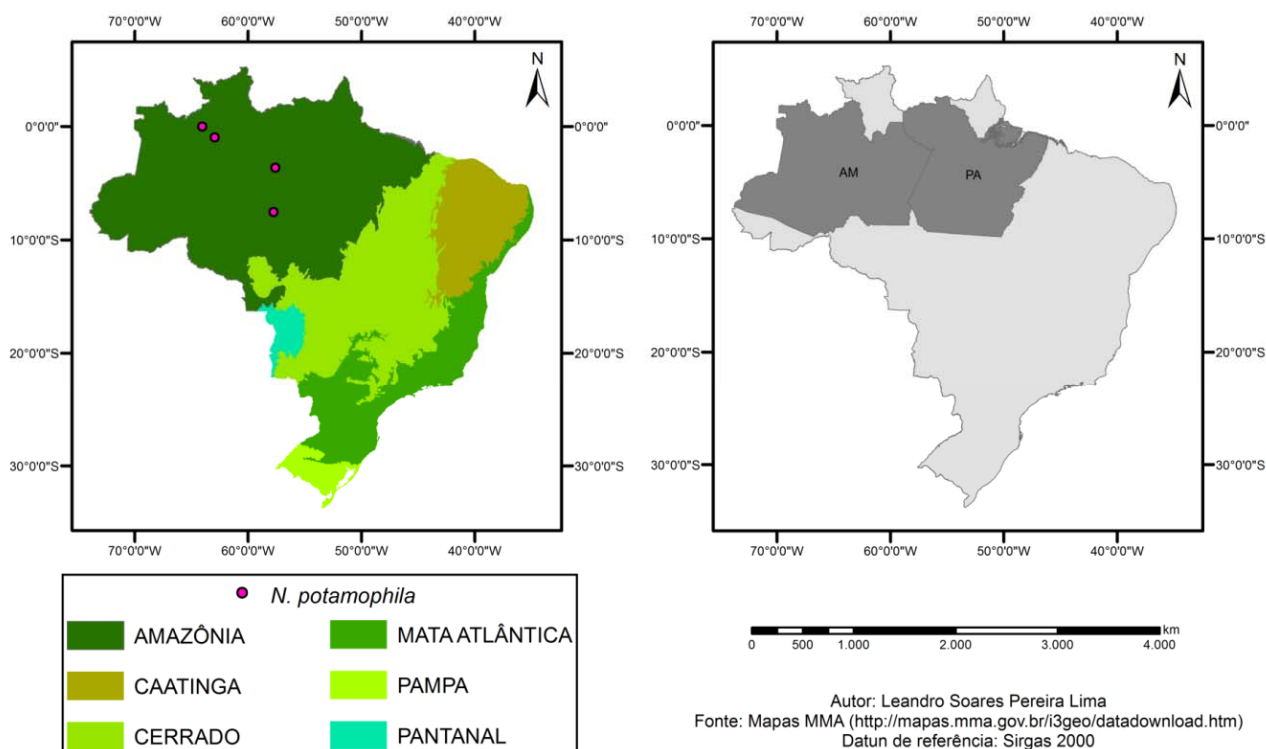 70°0'0"W 60°0'0"W 50°0'0"W 40°0'0"W
N
0°0'0" 0°0'0"
10°0'0"S 10°0'0"S
20°0'0"S 20°0'0"S
30°0'0"S 30°0'0"S
70°0'0"W 60°0'0"W 50°0'0"W 40°0'0"W
N. potamophila
AMAZÔNIA MATA ATLÂNTICA
CAATINGA PAMPA
CERRADO PANTANAL
70°0'0"W 60°0'0"W 50°0'0"W 40°0'0"W
N
0°0'0" 0°0'0"
AM PA
10°0'0"S 10°0'0"S
20°0'0"S 20°0'0"S
30°0'0"S 30°0'0"S
70°0'0"W 60°0'0"W 50°0'0"W 40°0'0"W
km
0 500 1.000 2.000 3.000 4.000
Autor: Leandro Soares Pereira Lima
Fonte: Mapas MMA (http://mapas.mma.gov.br/i3geo/datadownload.htm)
Datun de referência: Sirgas 2000